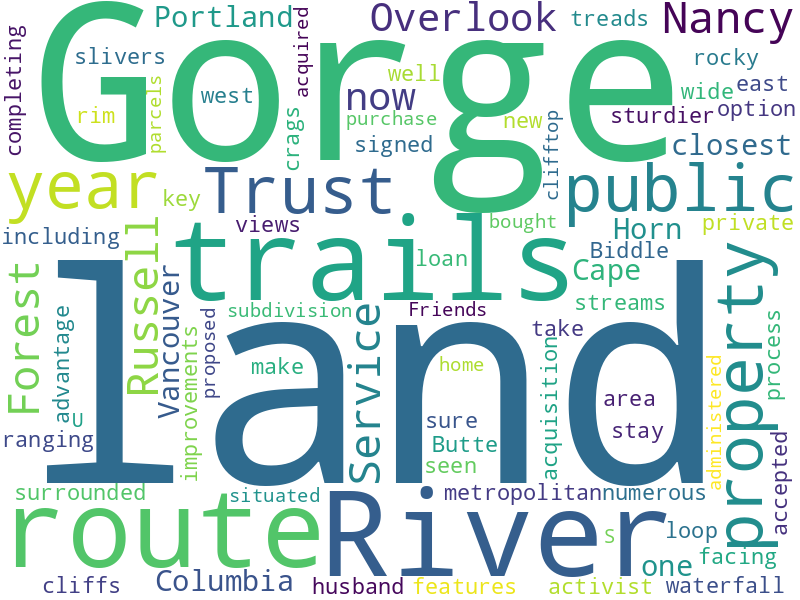 Gorge
Portland
Overlook
treads
Nancy
completing
slivers
acquired
rocky
rim
parcels
west
crags
now
well
purchase
signed
new
clifftop
wide
east
sturdier
option
closest
year
key
Trust
public
including
views
trails
bought
Horn
private
loan
Biddle
Cape
Forest
Russell
Vancouver
land
subdivision
Service
Friends
streams
property
advantage
proposed
make
take
process
improvements
home
acquisition
administered
area
U
sure
stay
ranging
Butte
seen
accepted
surrounded
situated
metropolitan
numerous
route
River
S
loop
one
facing
cliffs
Columbia
husband
features
activist
waterfall